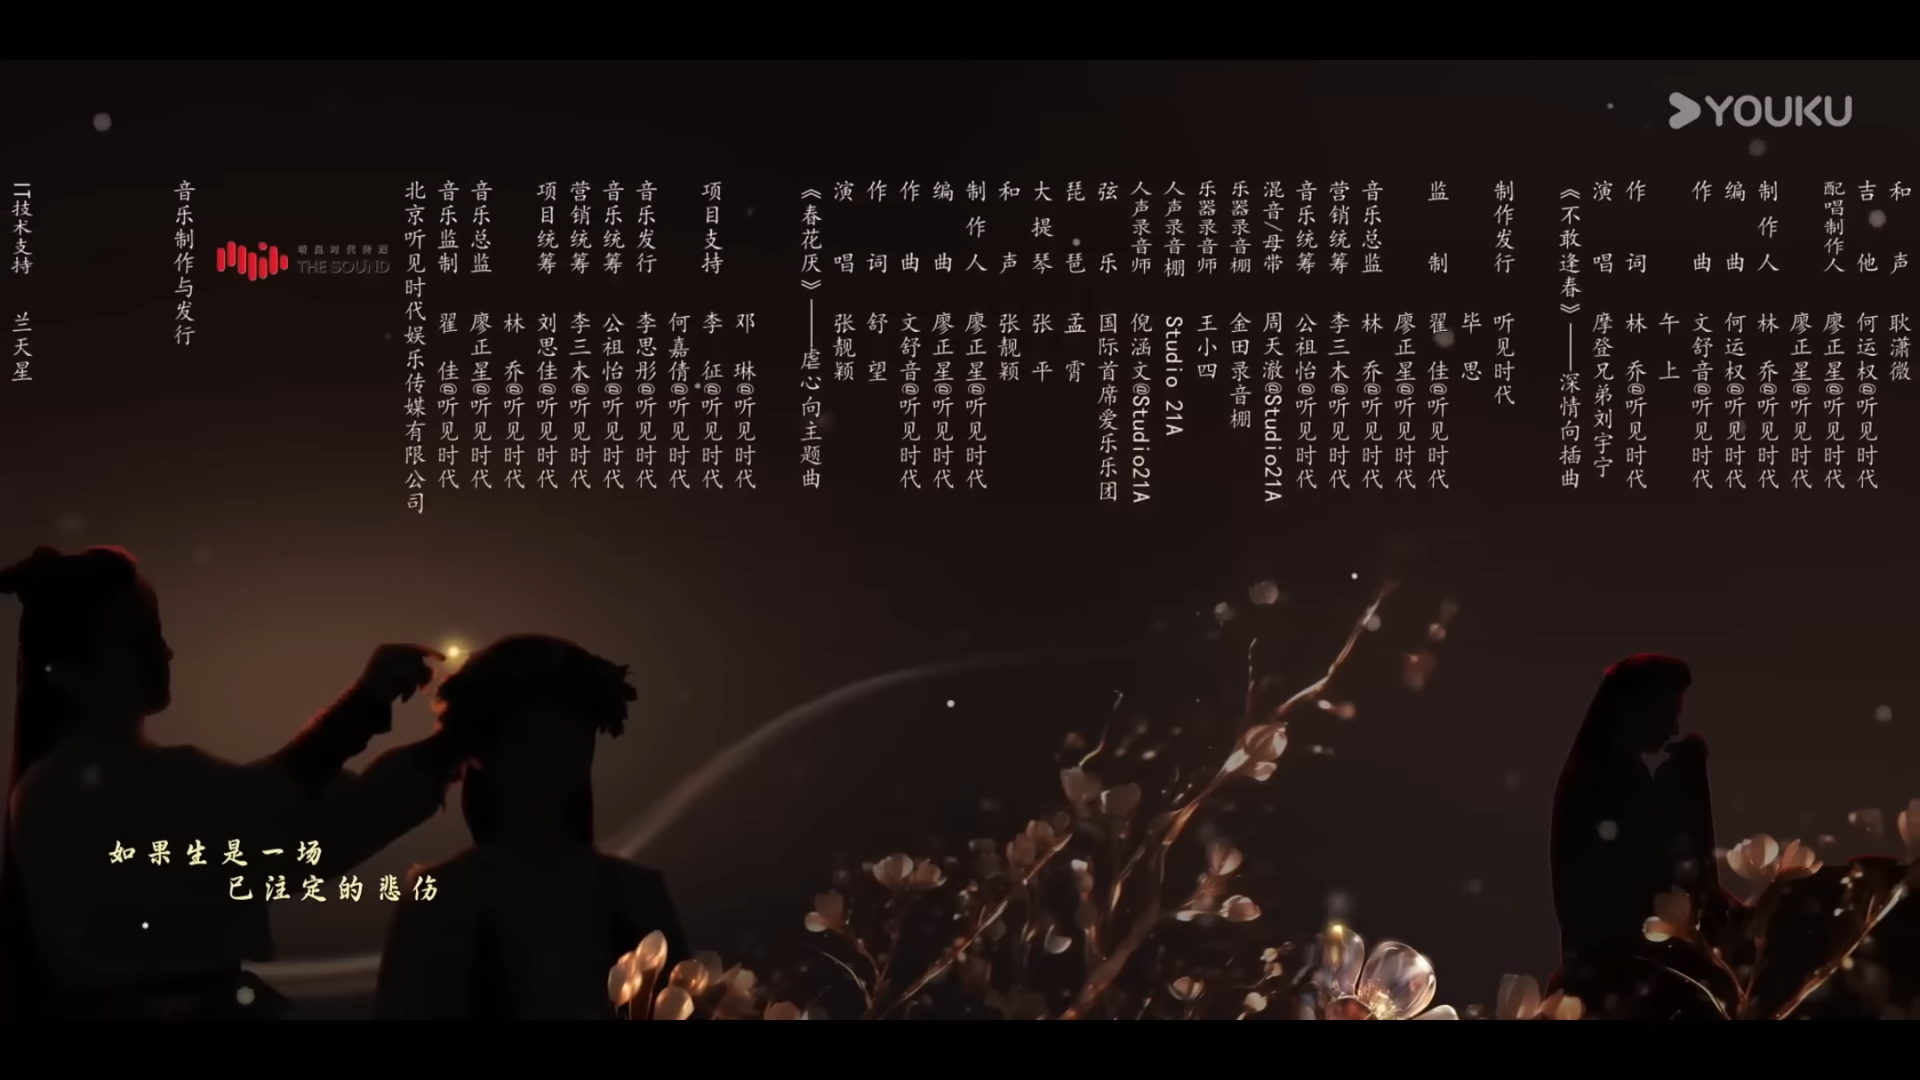 YOUKU
IT技术支持 兰天星
音乐制作与发行
听见时代传媒
THE SOUND
北京听见时代娱乐传媒有限公司
音乐监制 翟佳@听见时代
音乐总监 廖正星@听见时代
林乔@听见时代
项目统筹 刘思佳@听见时代
营销统筹 李三木@听见时代
音乐统筹 公祖怡@听见时代
音乐发行 李思彤@听见时代
何嘉倩@听见时代
项目支持 李征@听见时代
邓琳@听见时代
《春花厌》——虐心向主题曲
演唱 张靓颖
作词 舒望
作曲 文舒音@听见时代
编曲 廖正星@听见时代
制作人 廖正星@听见时代
和声 张靓颖
大提琴 张平
琵琶 孟霄
弦乐 国际首席爱乐乐团
人声录音师 倪涵文@Studio21A
人声录音棚 Studio 21A
乐器录音师 王小四
乐器录音棚 金田录音棚
混音/母带 周天澈@Studio21A
音乐统筹 公祖怡@听见时代
营销统筹 李三木@听见时代
音乐总监 林乔@听见时代
廖正星@听见时代
监制 翟佳@听见时代
毕思
制作发行 听见时代
《不敢逢春》——深情向插曲
演唱 摩登兄弟刘宇宁
作词 林乔@听见时代
午上
作曲 文舒音@听见时代
编曲 何运权@听见时代
制作人 林乔@听见时代
廖正星@听见时代
配唱制作人 廖正星@听见时代
吉他 何运权@听见时代
和声 耿潇微
如果生是一场
已注定的悲伤